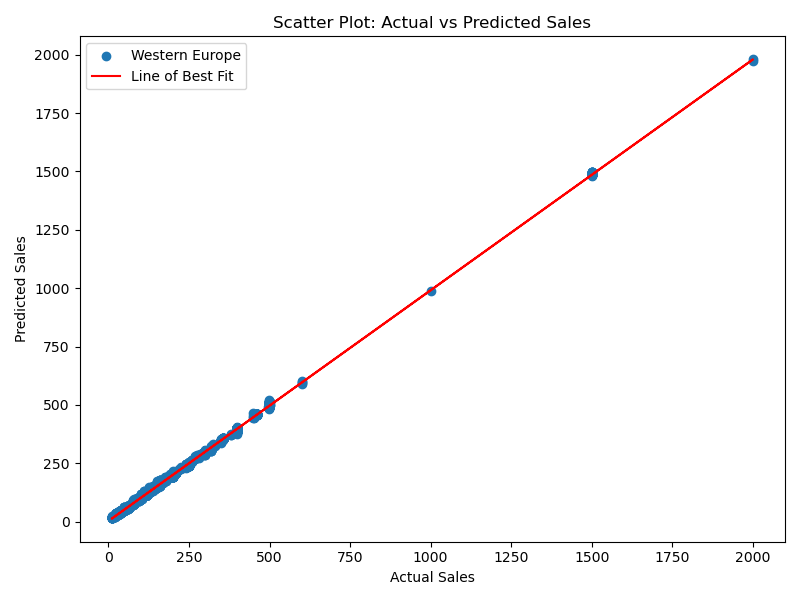 Scatter Plot: Actual vs Predicted Sales
Western Europe
Line of Best Fit
2000
1750
1500
1250
1000
750
500
250
0
Predicted Sales
0 250 500 750 1000 1250 1500 1750 2000
Actual Sales